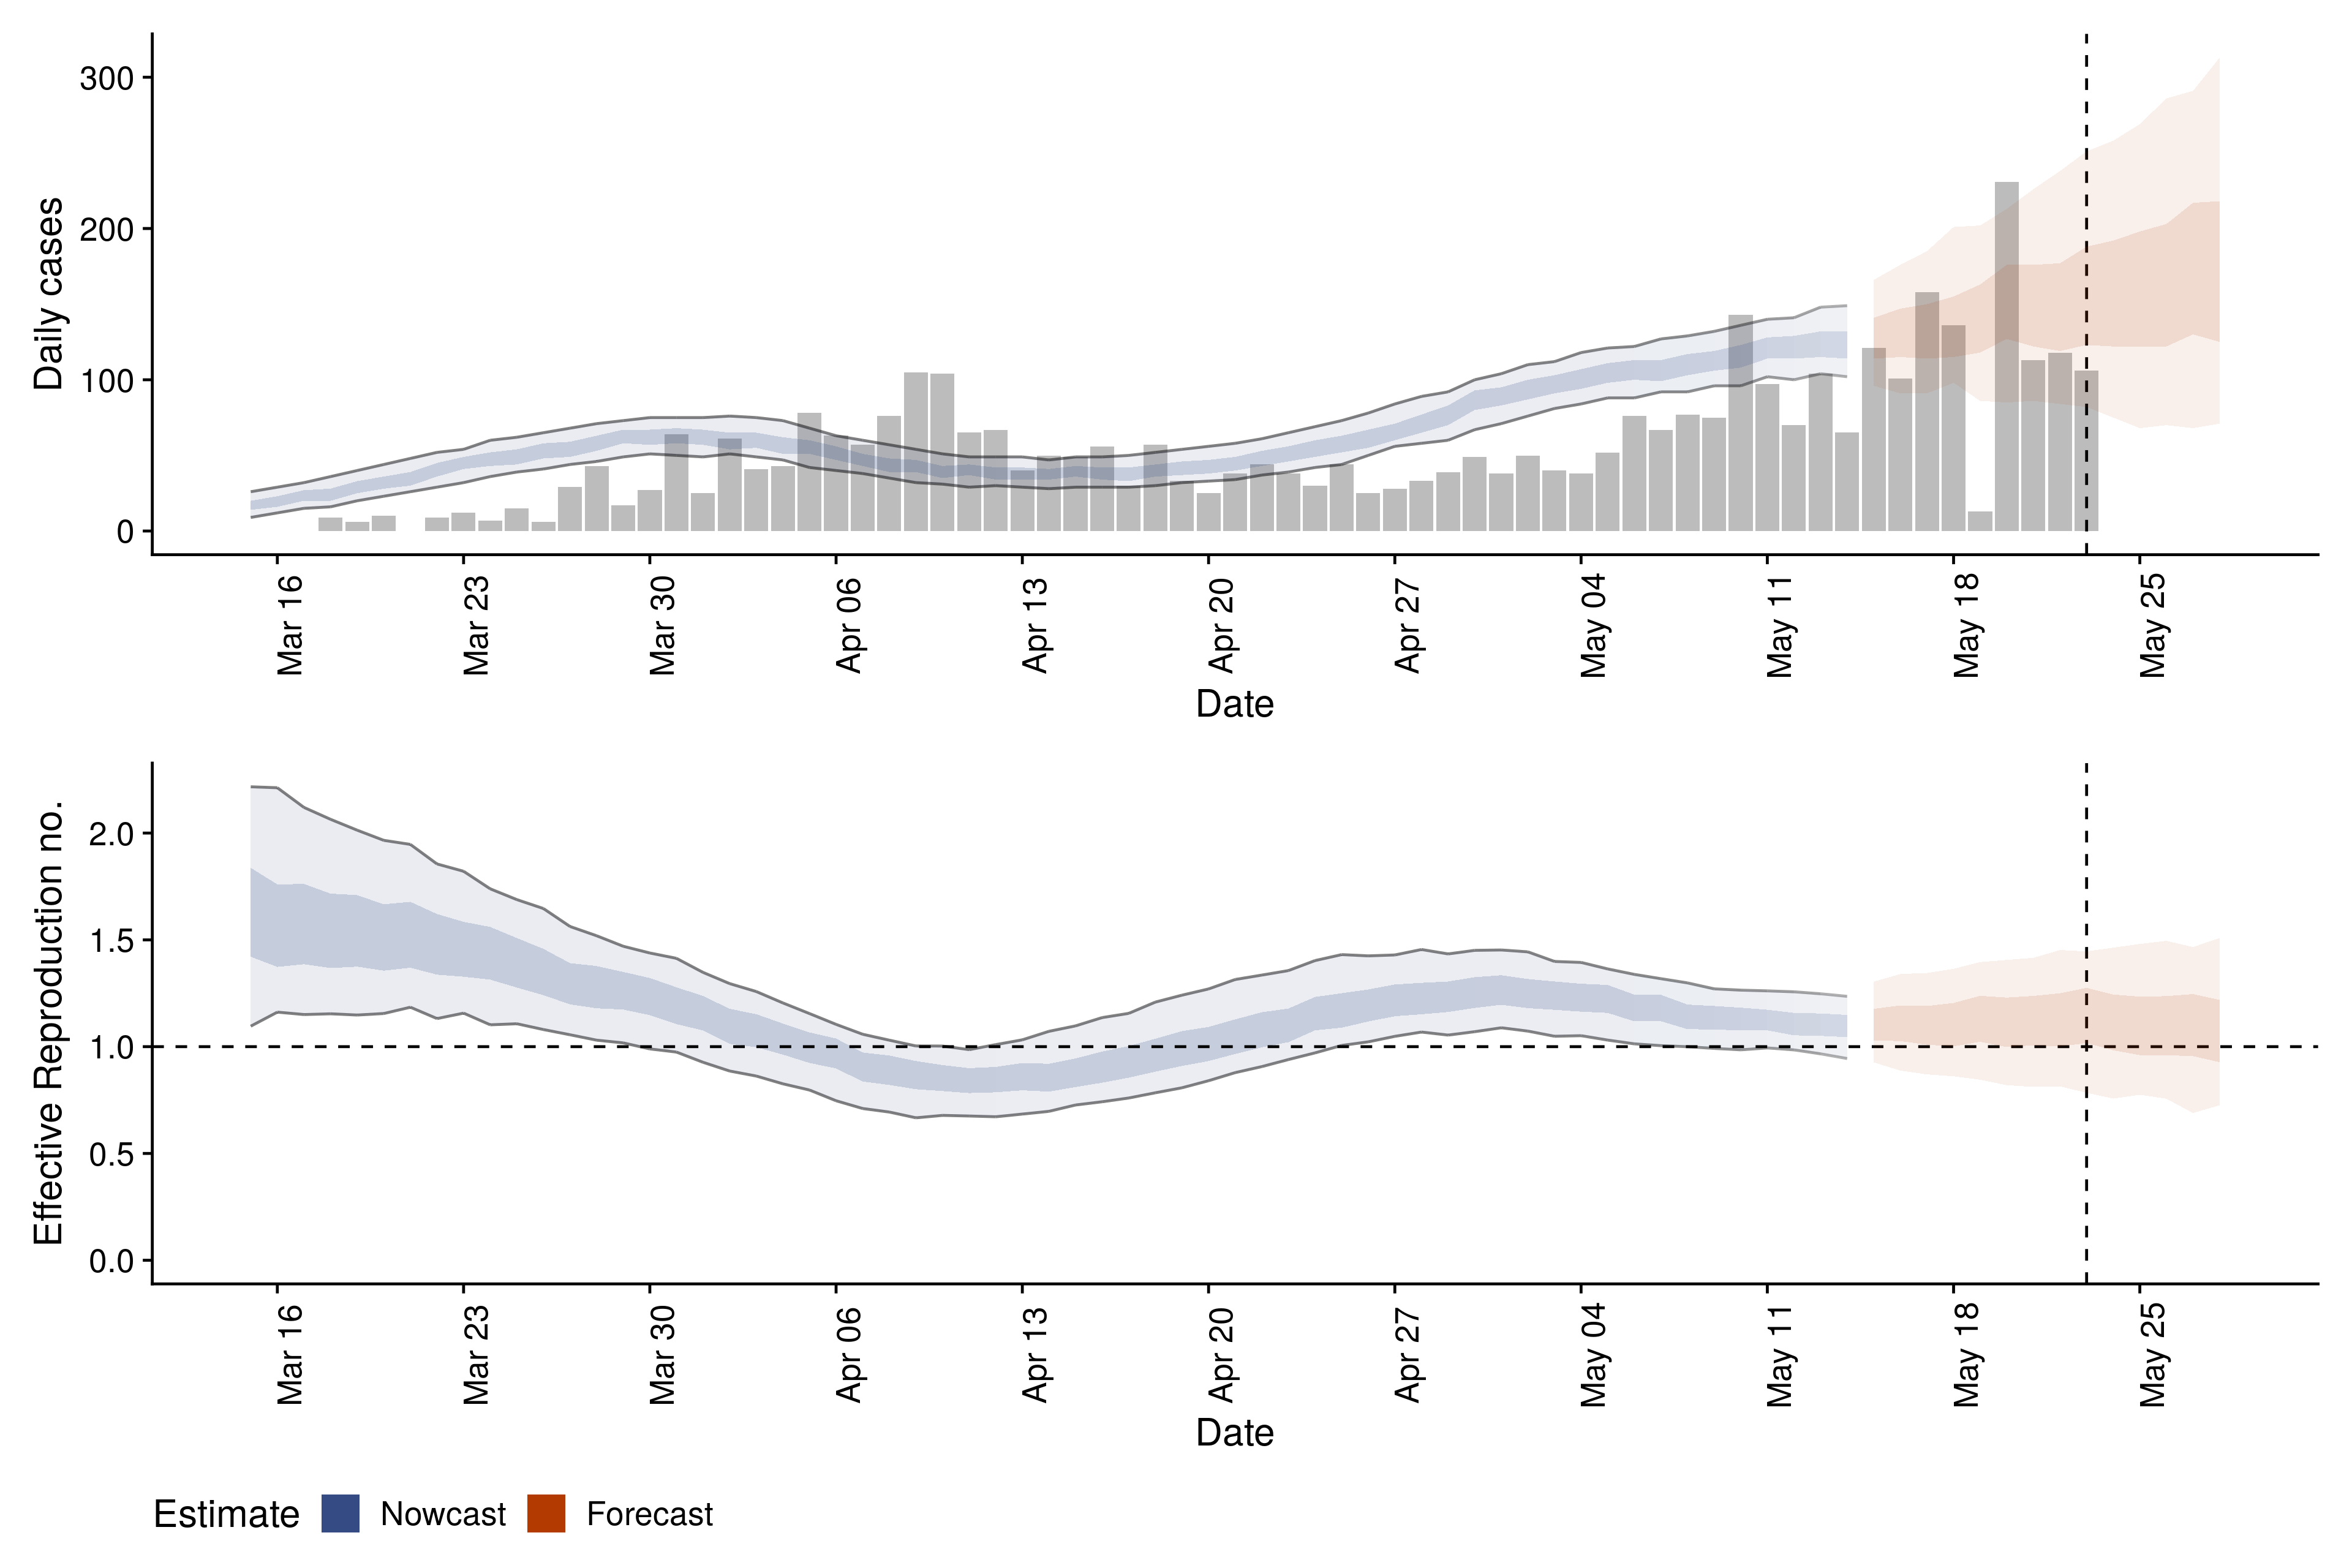 Daily cases
300
200
100
0
Mar 16
Mar 23
Mar 30
Apr 06
Apr 13
Apr 20
Apr 27
May 04
May 11
May 18
May 25
Date
Effective Reproduction no.
2.0
1.5
1.0
0.5
0.0
Mar 16
Mar 23
Mar 30
Apr 06
Apr 13
Apr 20
Apr 27
May 04
May 11
May 18
May 25
Date
Estimate Nowcast Forecast